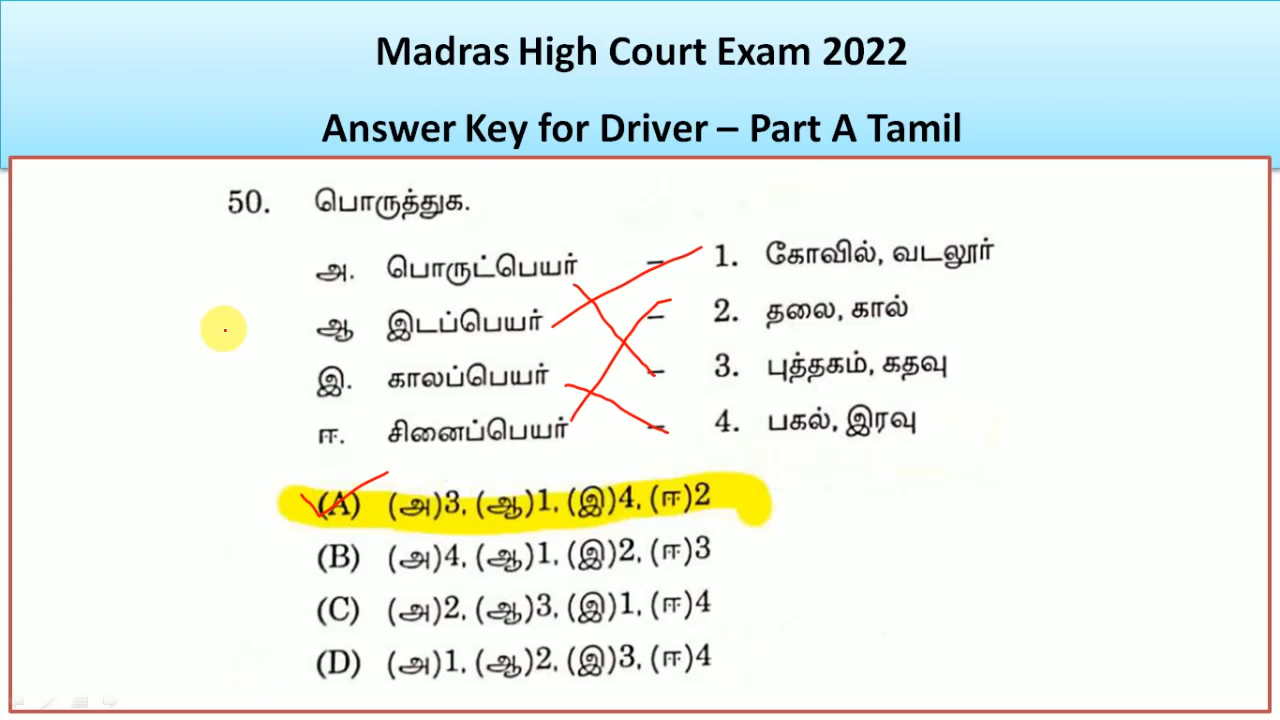 Madras High Court Exam 2022
Answer Key for Driver – Part A Tamil
50. பொருத்துக.
அ. பொருட்பெயர் – 1. கோவில், வடலூர்
ஆ இடப்பெயர் – 2. தலை, கால்
இ. காலப்பெயர் – 3. புத்தகம், கதவு
ஈ. சினைப்பெயர் – 4. பகல், இரவு
(A) (அ)3, (ஆ)1, (இ)4, (ஈ)2
(B) (அ)4, (ஆ)1, (இ)2, (ஈ)3
(C) (அ)2, (ஆ)3, (இ)1, (ஈ)4
(D) (அ)1, (ஆ)2, (இ)3, (ஈ)4